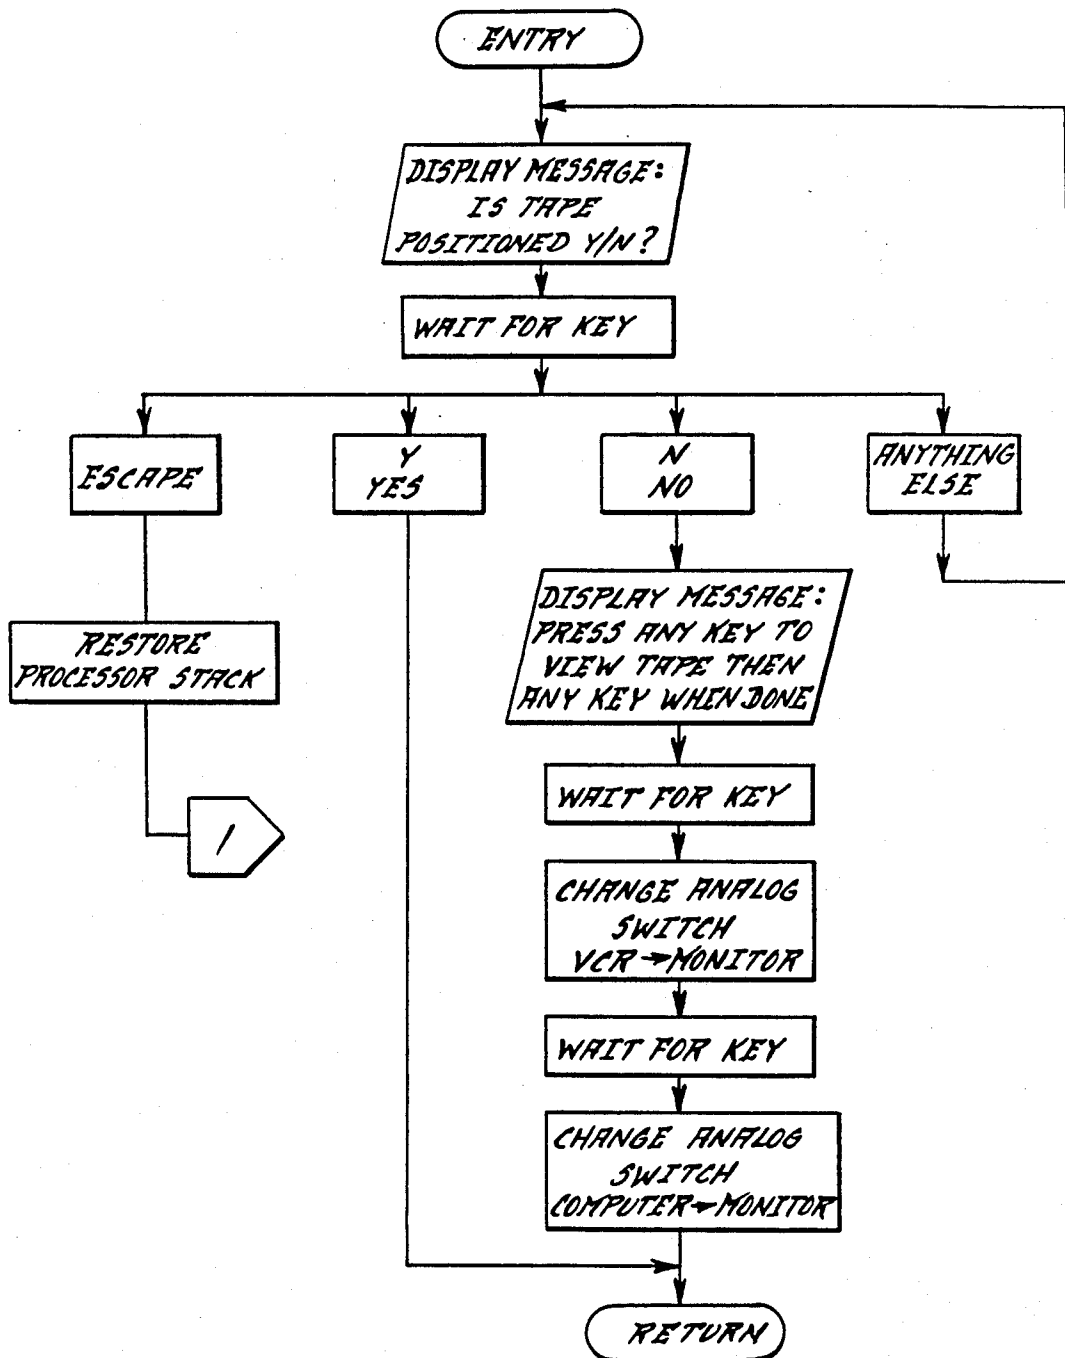 ENTRY
DISPLAY MESSAGE:
IS TAPE
POSITIONED Y/N?
WAIT FOR KEY
ESCAPE
Y
YES
N
NO
ANYTHING
ELSE
RESTORE
PROCESSOR STACK
1
DISPLAY MESSAGE:
PRESS ANY KEY TO
VIEW TAPE THEN
ANY KEY WHEN DONE
WAIT FOR KEY
CHANGE ANALOG
SWITCH
VCR→MONITOR
WAIT FOR KEY
CHANGE ANALOG
SWITCH
COMPUTER→MONITOR
RETURN